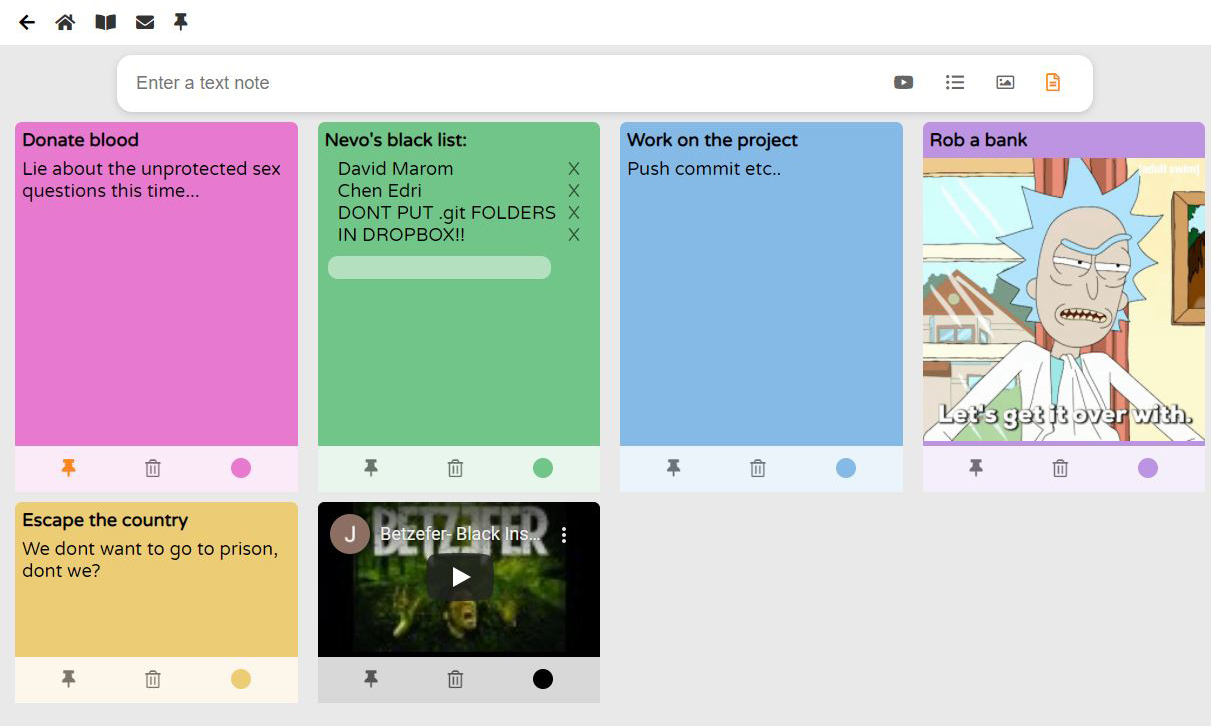 Enter a text note
Donate blood
Lie about the unprotected sex
questions this time...
Nevo's black list:
David Marom X
Chen Edri X
DONT PUT .git FOLDERS X
IN DROPBOX!! X
Work on the project
Push commit etc..
Rob a bank
[adult swim]
Let's get it over with.
Escape the country
We dont want to go to prison,
dont we?
J
Betzefer- Black Ins...
BETZEFER